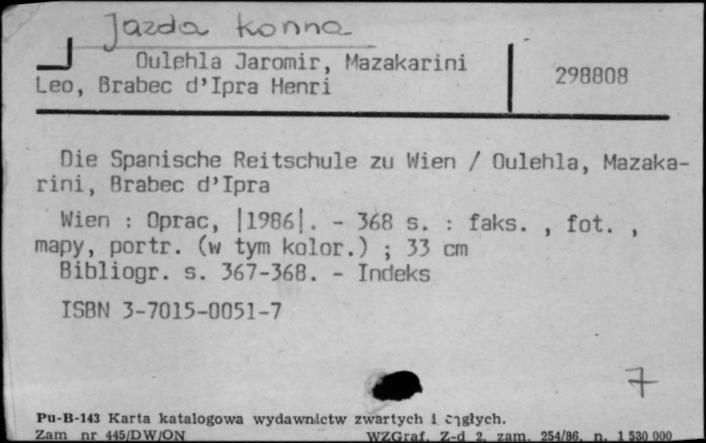 Jazda konna
Oulehla Jaromir, Mazakarini
Leo, Brabec d'Ipra Henri
298808
Die Spanische Reitschule zu Wien / Oulehla, Mazaka-
rini, Brabec d'Ipra
Wien : Oprac, |1986|. - 368 s. : faks. , fot. ,
mapy, portr. (w tym kolor.) ; 33 cm
Bibliogr. s. 367-368. - Indeks
ISBN 3-7015-0051-7
7
Pu-B-143 Karta katalogowa wydawnictw zwartych i ciągłych.
Zam nr 445/DW/ON WZGraf. Z-d 2, zam. 254/86, n. 1 530 000